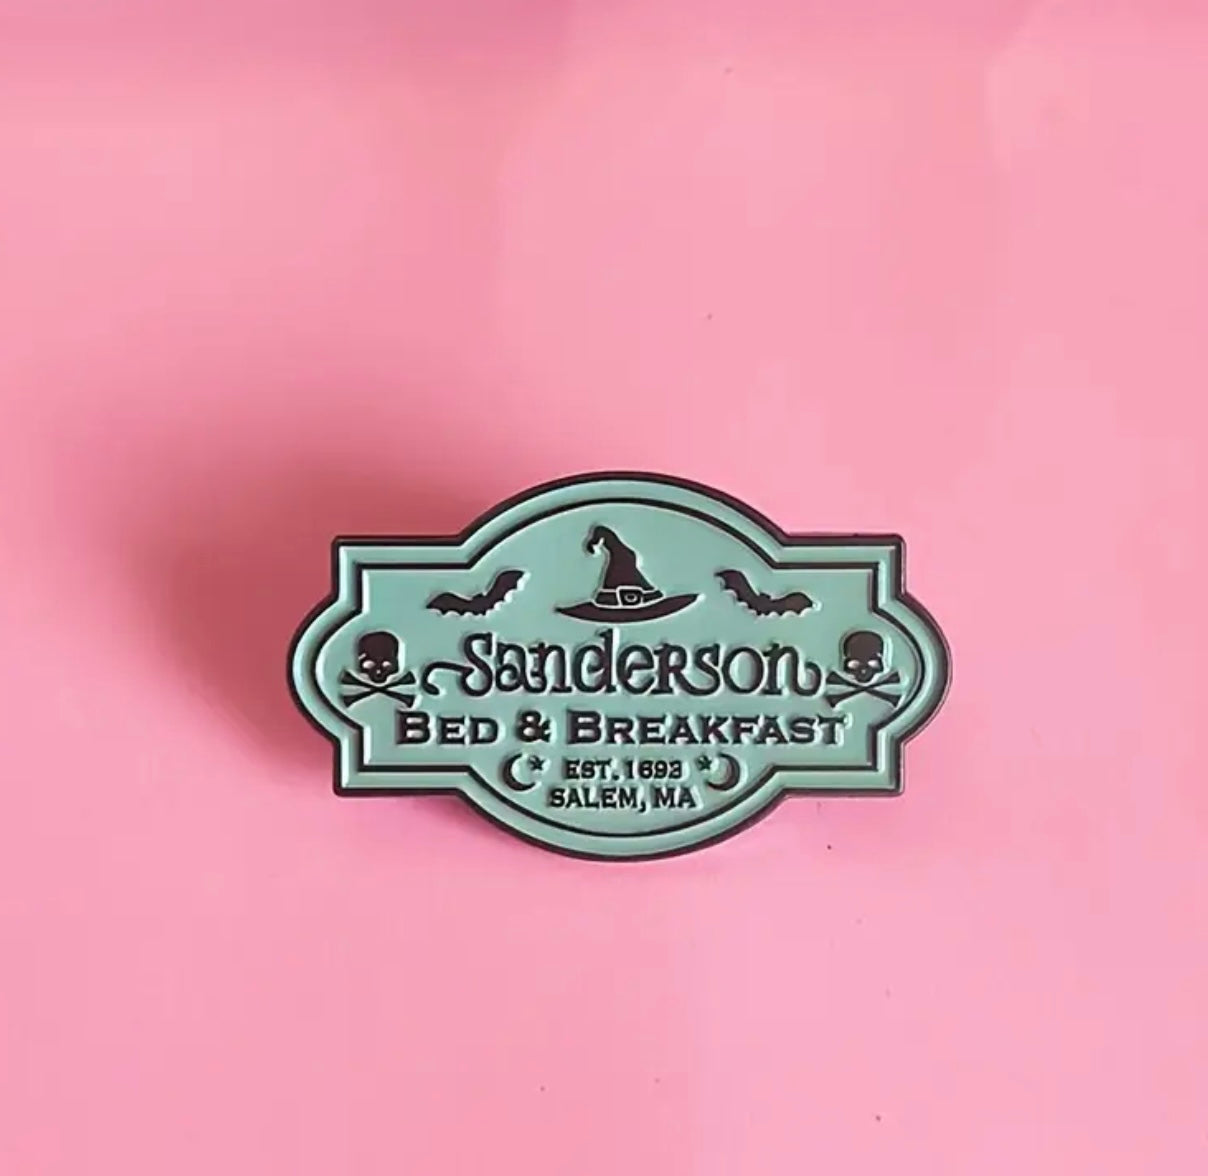 Sanderson
BED & BREAKFAST
EST. 1693
SALEM, MA